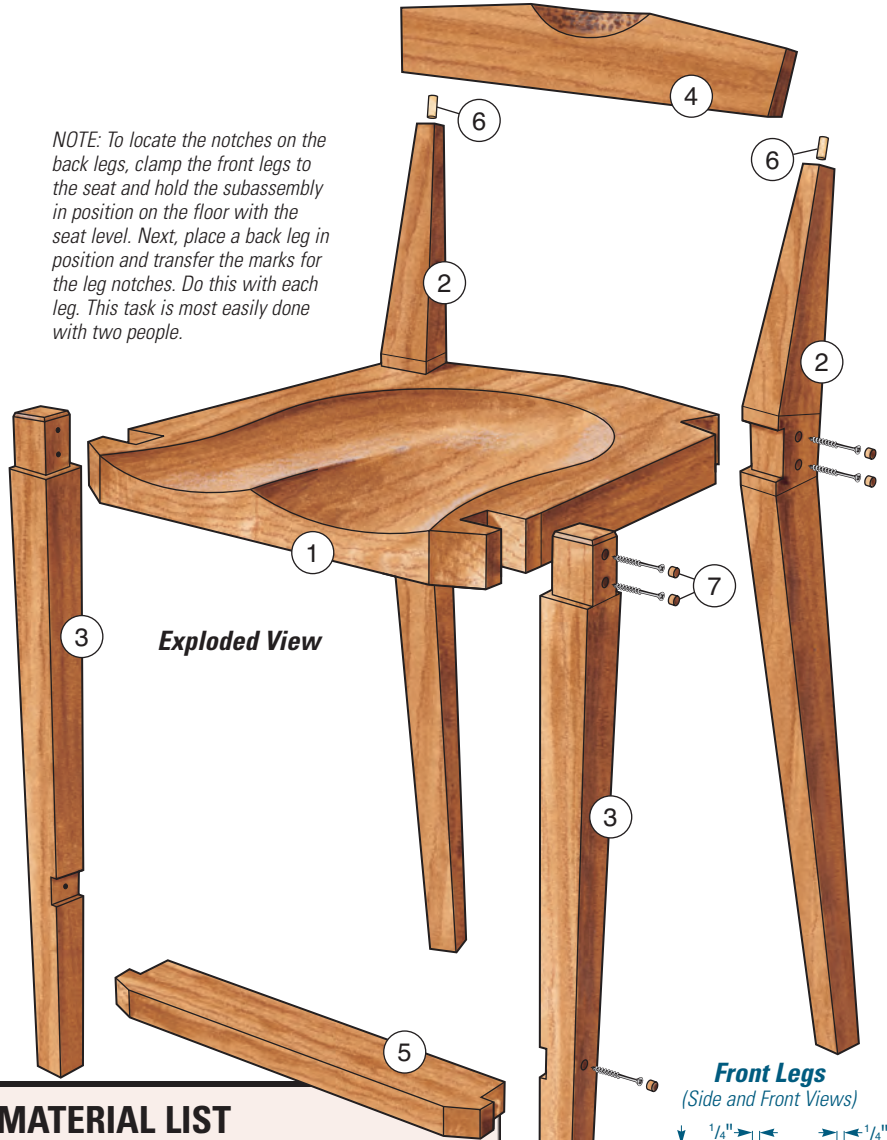 4
6
6
NOTE: To locate the notches on the
back legs, clamp the front legs to
the seat and hold the subassembly
in position on the floor with the
seat level. Next, place a back leg in
position and transfer the marks for
the leg notches. Do this with each
leg. This task is most easily done
with two people.
2
2
1
7
3
Exploded View
3
5
Front Legs
(Side and Front Views)
1/4" 1/4"
MATERIAL LIST